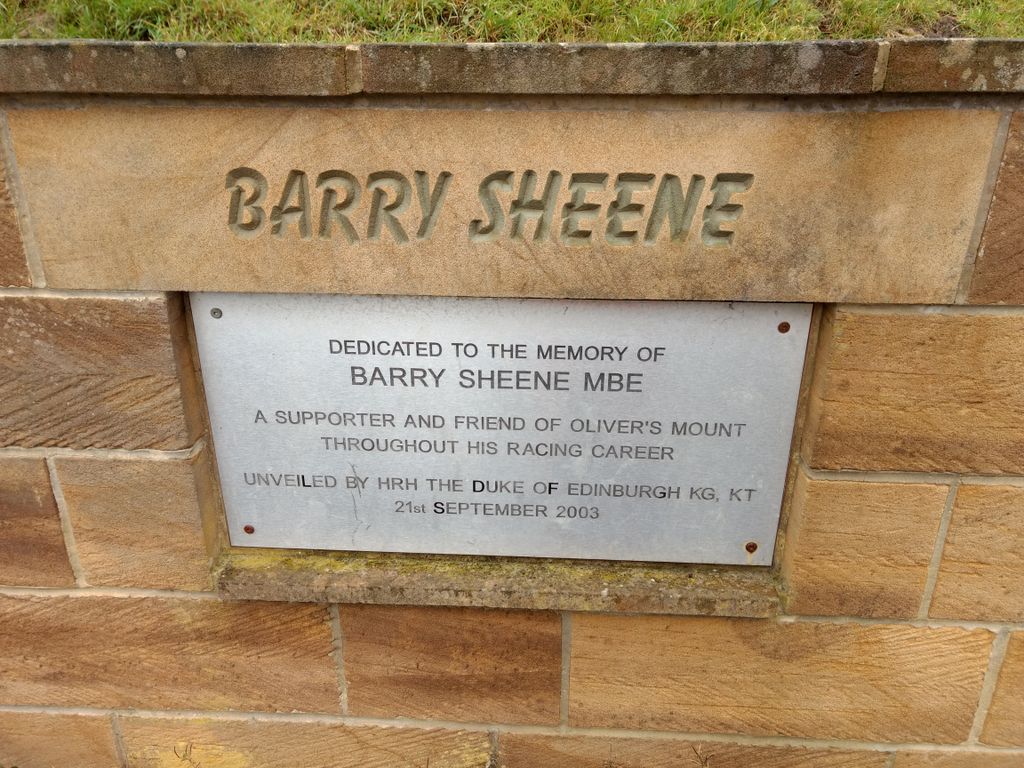 BARRY SHEENE
DEDICATED TO THE MEMORY OF
BARRY SHEENE MBE
A SUPPORTER AND FRIEND OF OLIVER'S MOUNT
THROUGHOUT HIS RACING CAREER
UNVEILED BY HRH THE DUKE OF EDINBURGH KG, KT
21st SEPTEMBER 2003